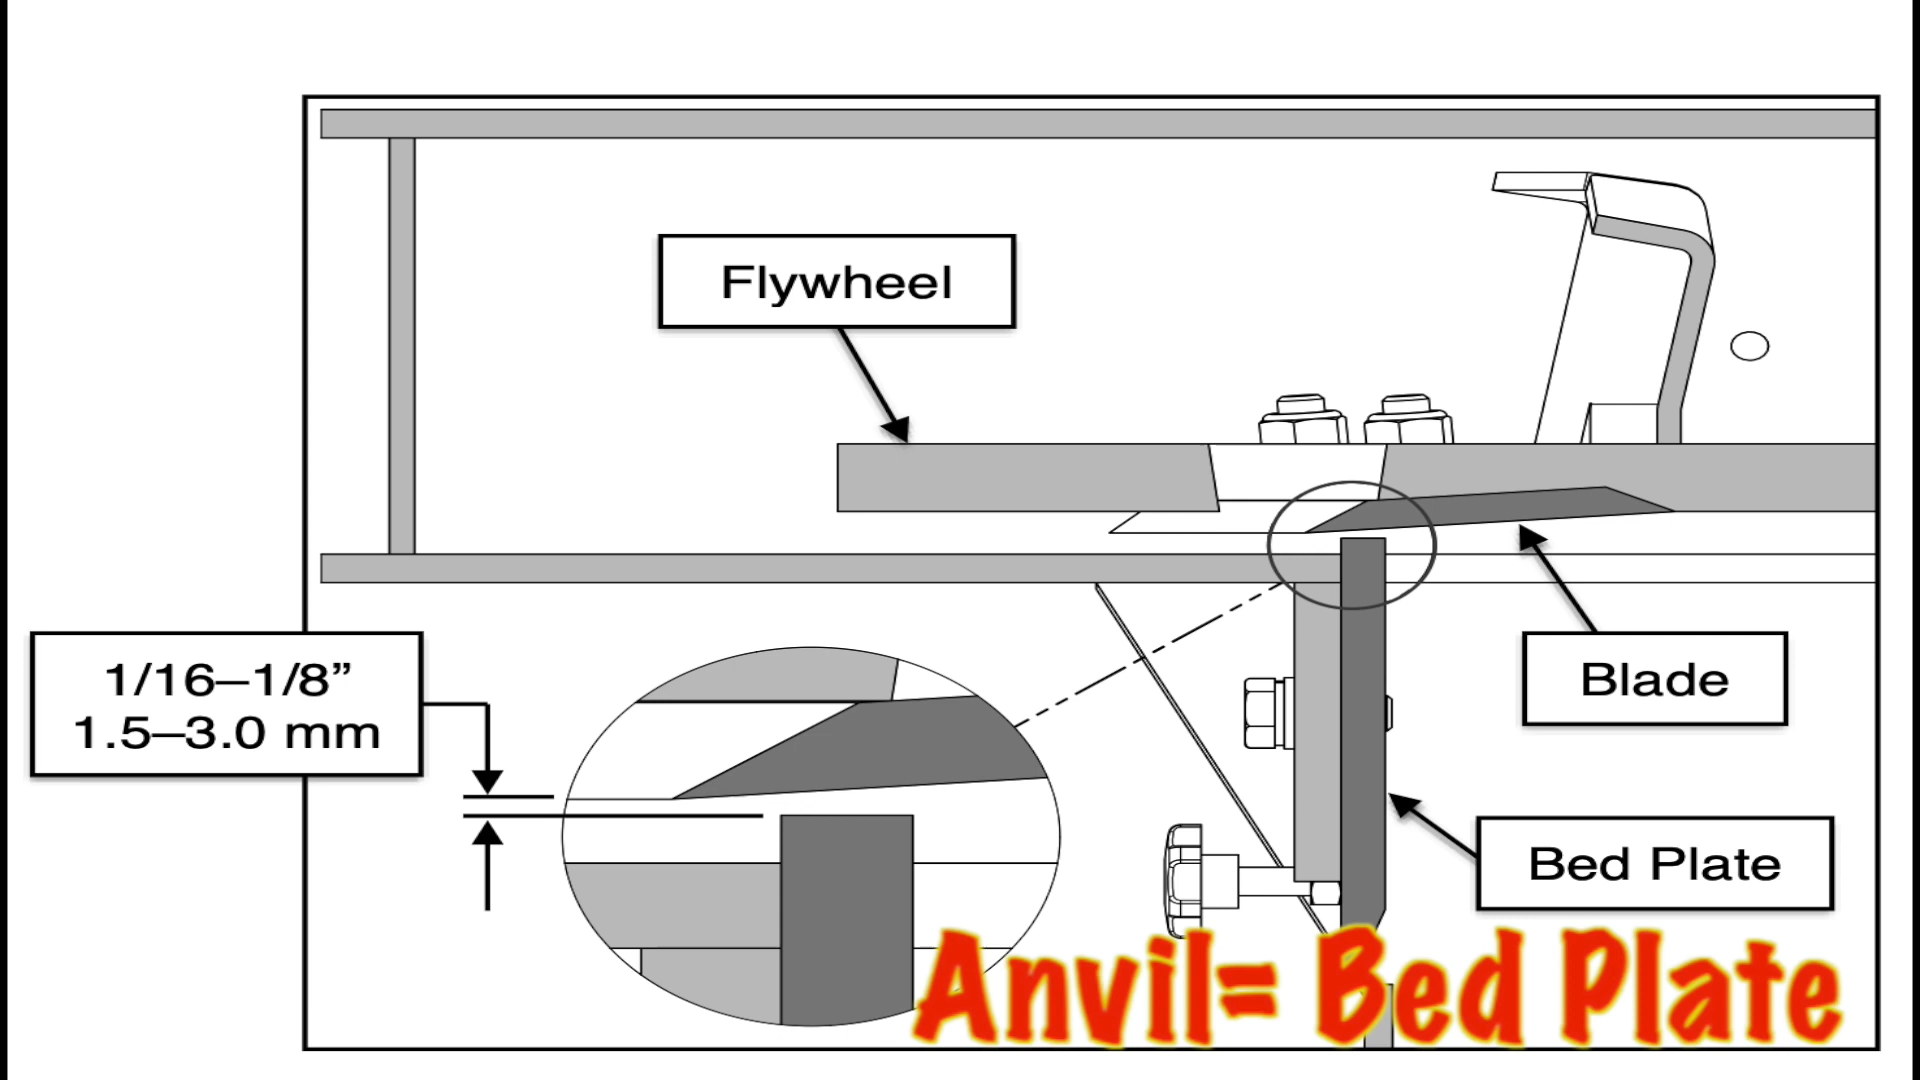 Flywheel
1/16–1/8”
1.5–3.0 mm
Blade
Bed Plate
Anvil= Bed Plate